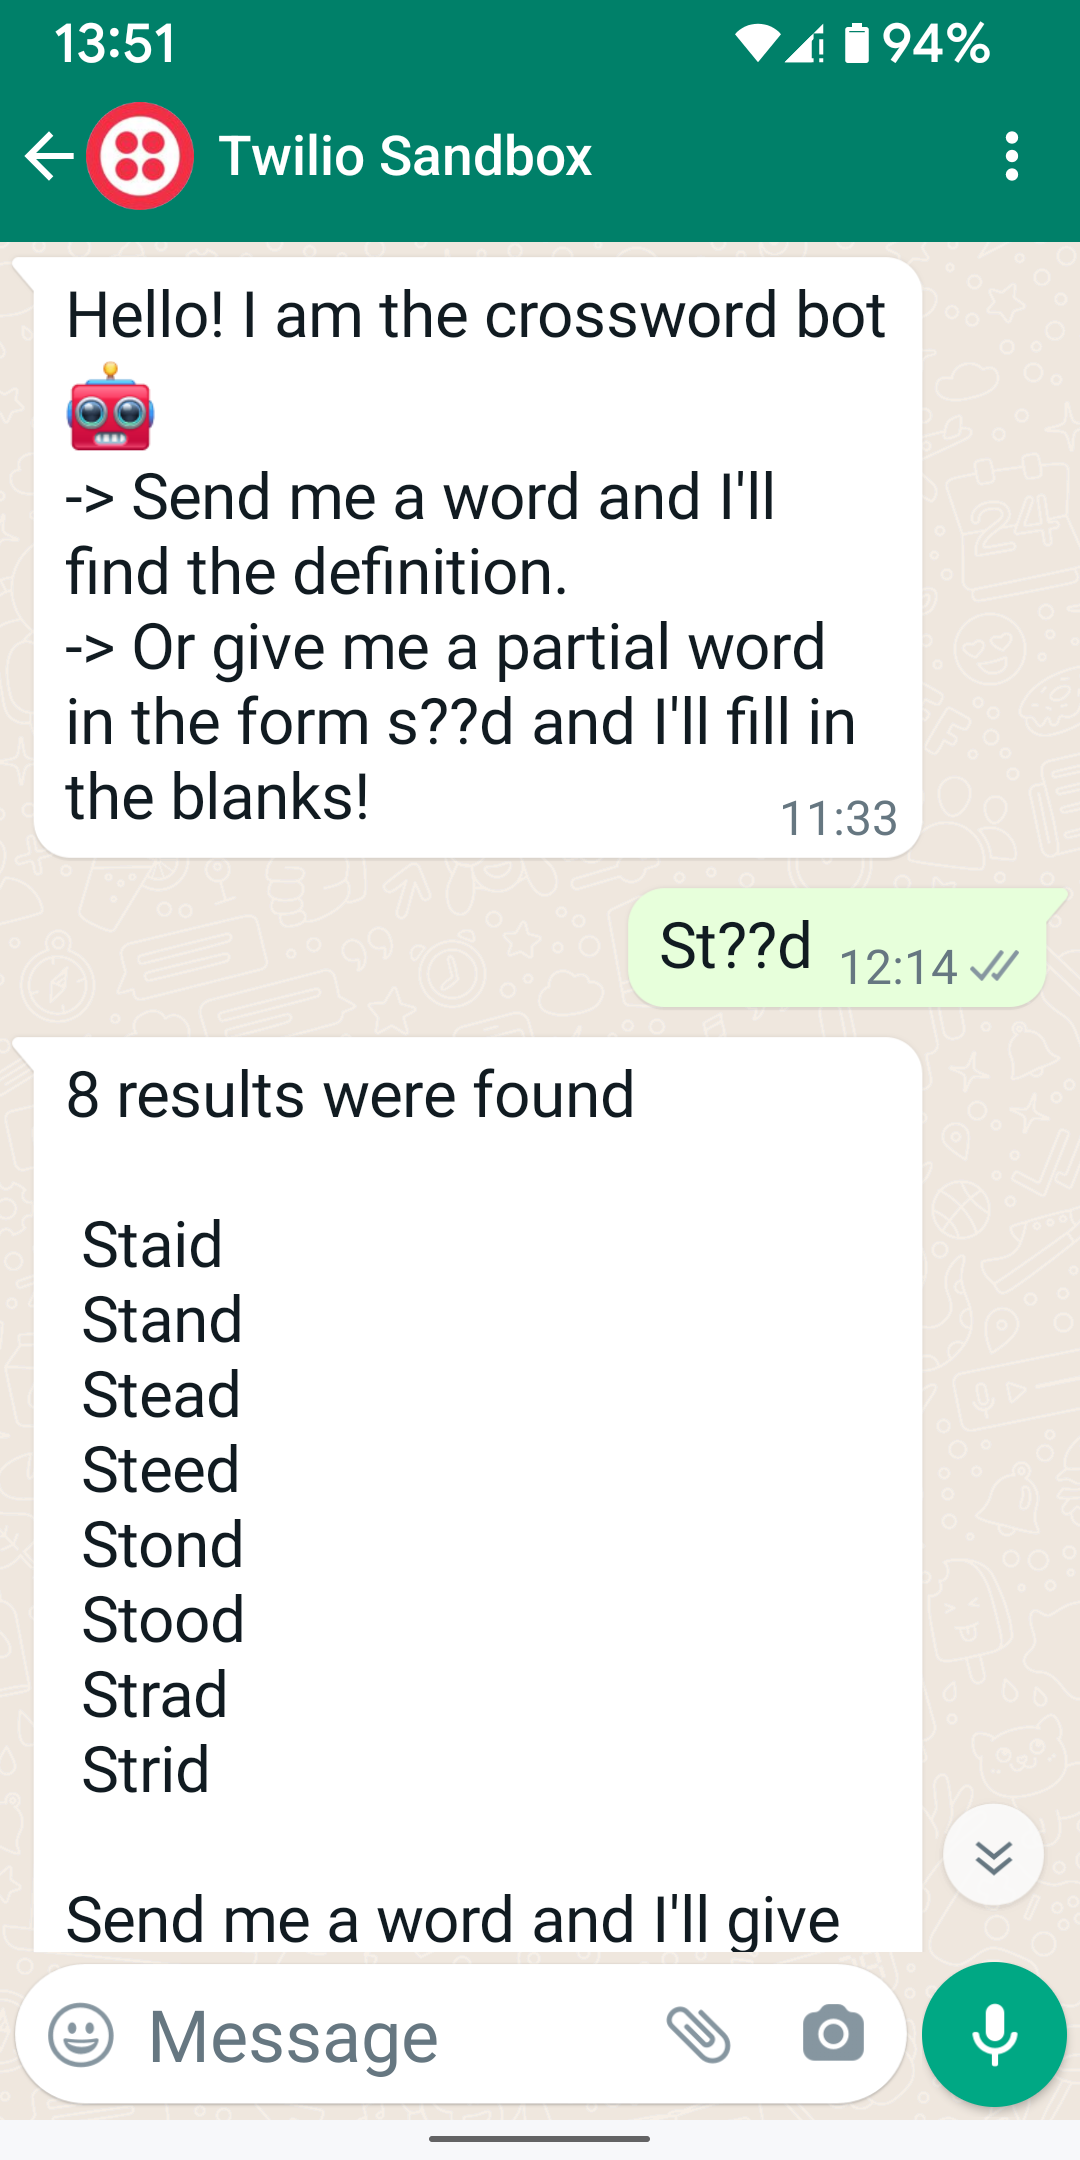 13:51
94%
Twilio Sandbox
Hello! I am the crossword bot
-> Send me a word and I'll
find the definition.
-> Or give me a partial word
in the form s??d and I'll fill in
the blanks!
11:33
St??d 12:14
8 results were found
Staid
Stand
Stead
Steed
Stond
Stood
Strad
Strid
Send me a word and I'll give
Message